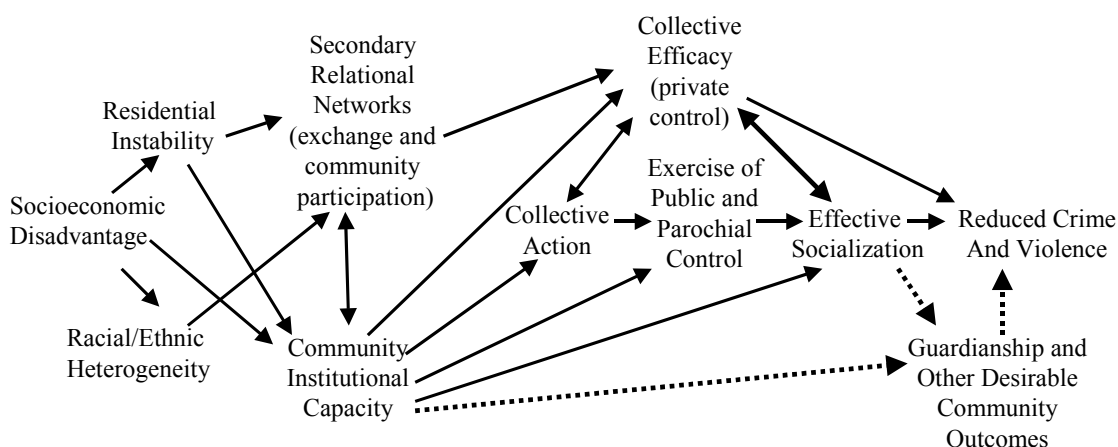 Socioeconomic
Disadvantage
Residential
Instability
Racial/Ethnic
Heterogeneity
Secondary
Relational
Networks
(exchange and
community
participation)
Community
Institutional
Capacity
Collective
Action
Collective
Efficacy
(private
control)
Exercise of
Public and
Parochial
Control
Effective
Socialization
Reduced Crime
And Violence
Guardianship and
Other Desirable
Community
Outcomes